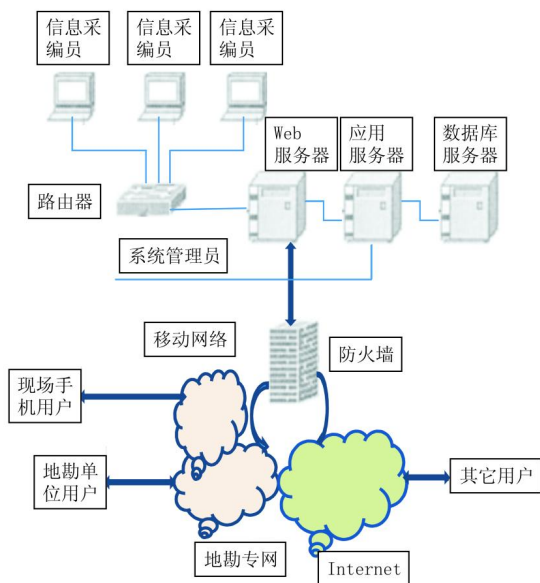 信息采
编员
信息采
编员
信息采
编员
Web
服务器
应用
服务器
数据库
服务器
路由器
系统管理员
移动网络
防火墙
现场手
机用户
地勘单
位用户
其它用户
地勘专网
Internet